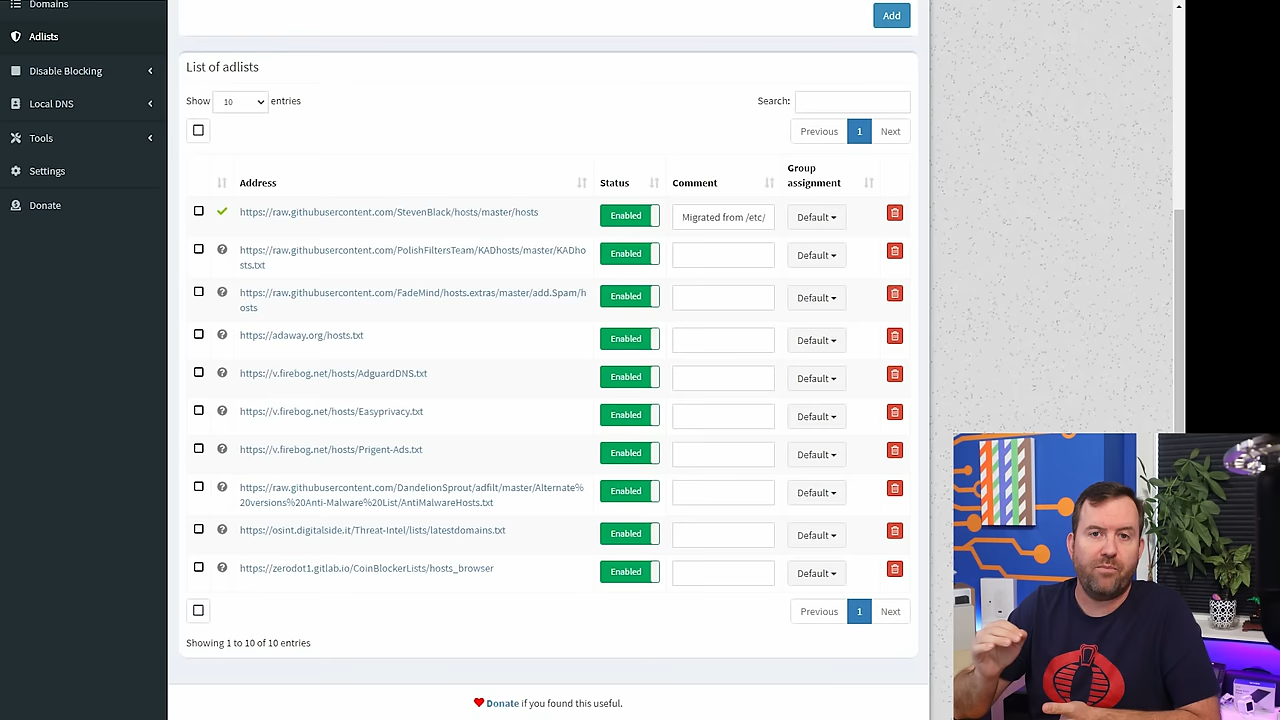 Domains
Adlists
Disable Blocking
Local DNS
Tools
Settings
Donate
Add
List of adlists
Show 10 entries
Search:
Previous 1 Next
Address Status Comment Group
assignment
https://raw.githubusercontent.com/StevenBlack/hosts/master/hosts Enabled Migrated from /etc/ Default
https://raw.githubusercontent.com/PolishFiltersTeam/KADhosts/master/KADho
sts.txt Enabled Default
https://raw.githubusercontent.com/FadeMind/hosts.extras/master/add.Spam/h
osts Enabled Default
https://adaway.org/hosts.txt Enabled Default
https://v.firebog.net/hosts/AdguardDNS.txt Enabled Default
https://v.firebog.net/hosts/Easyprivacy.txt Enabled Default
https://v.firebog.net/hosts/Prigent-Ads.txt Enabled Default
https://raw.githubusercontent.com/DandelionSprout/adfilt/master/Alternate%
20versions%20Anti-Malware%20List/AntiMalwareHosts.txt Enabled Default
https://osint.digitalside.it/Threat-Intel/lists/latestdomains.txt Enabled Default
https://zerodot1.gitlab.io/CoinBlockerLists/hosts_browser Enabled Default
Previous 1 Next
Showing 1 to 10 of 10 entries
Donate if you found this useful.